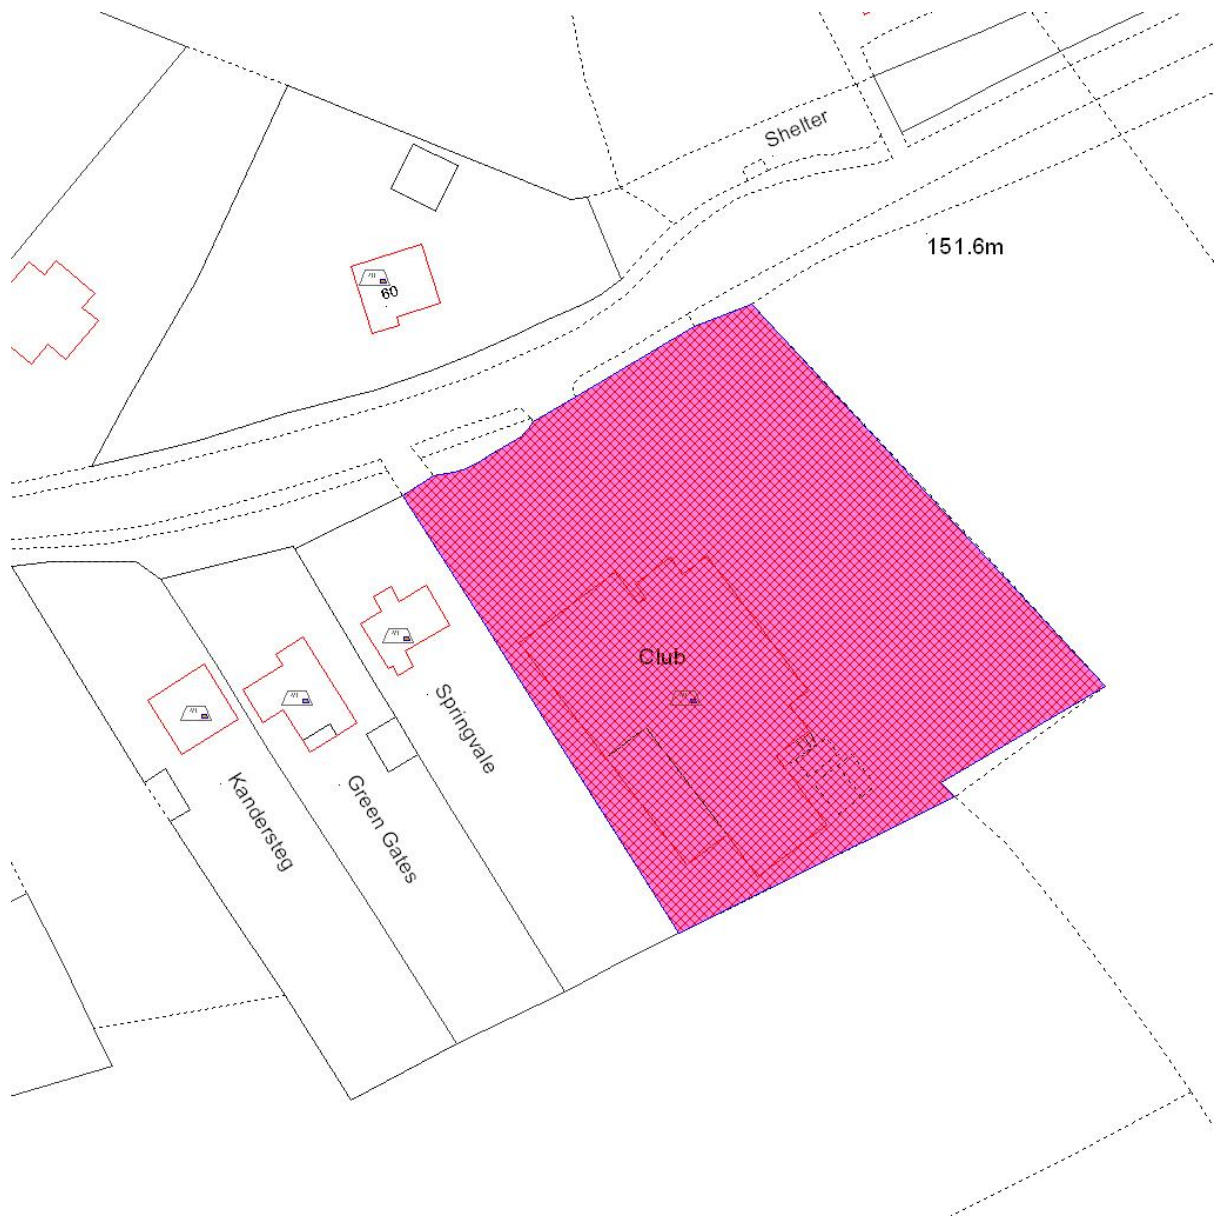 Shelter
151.6m
60
Club
Springvale
Green Gates
Kandersteg